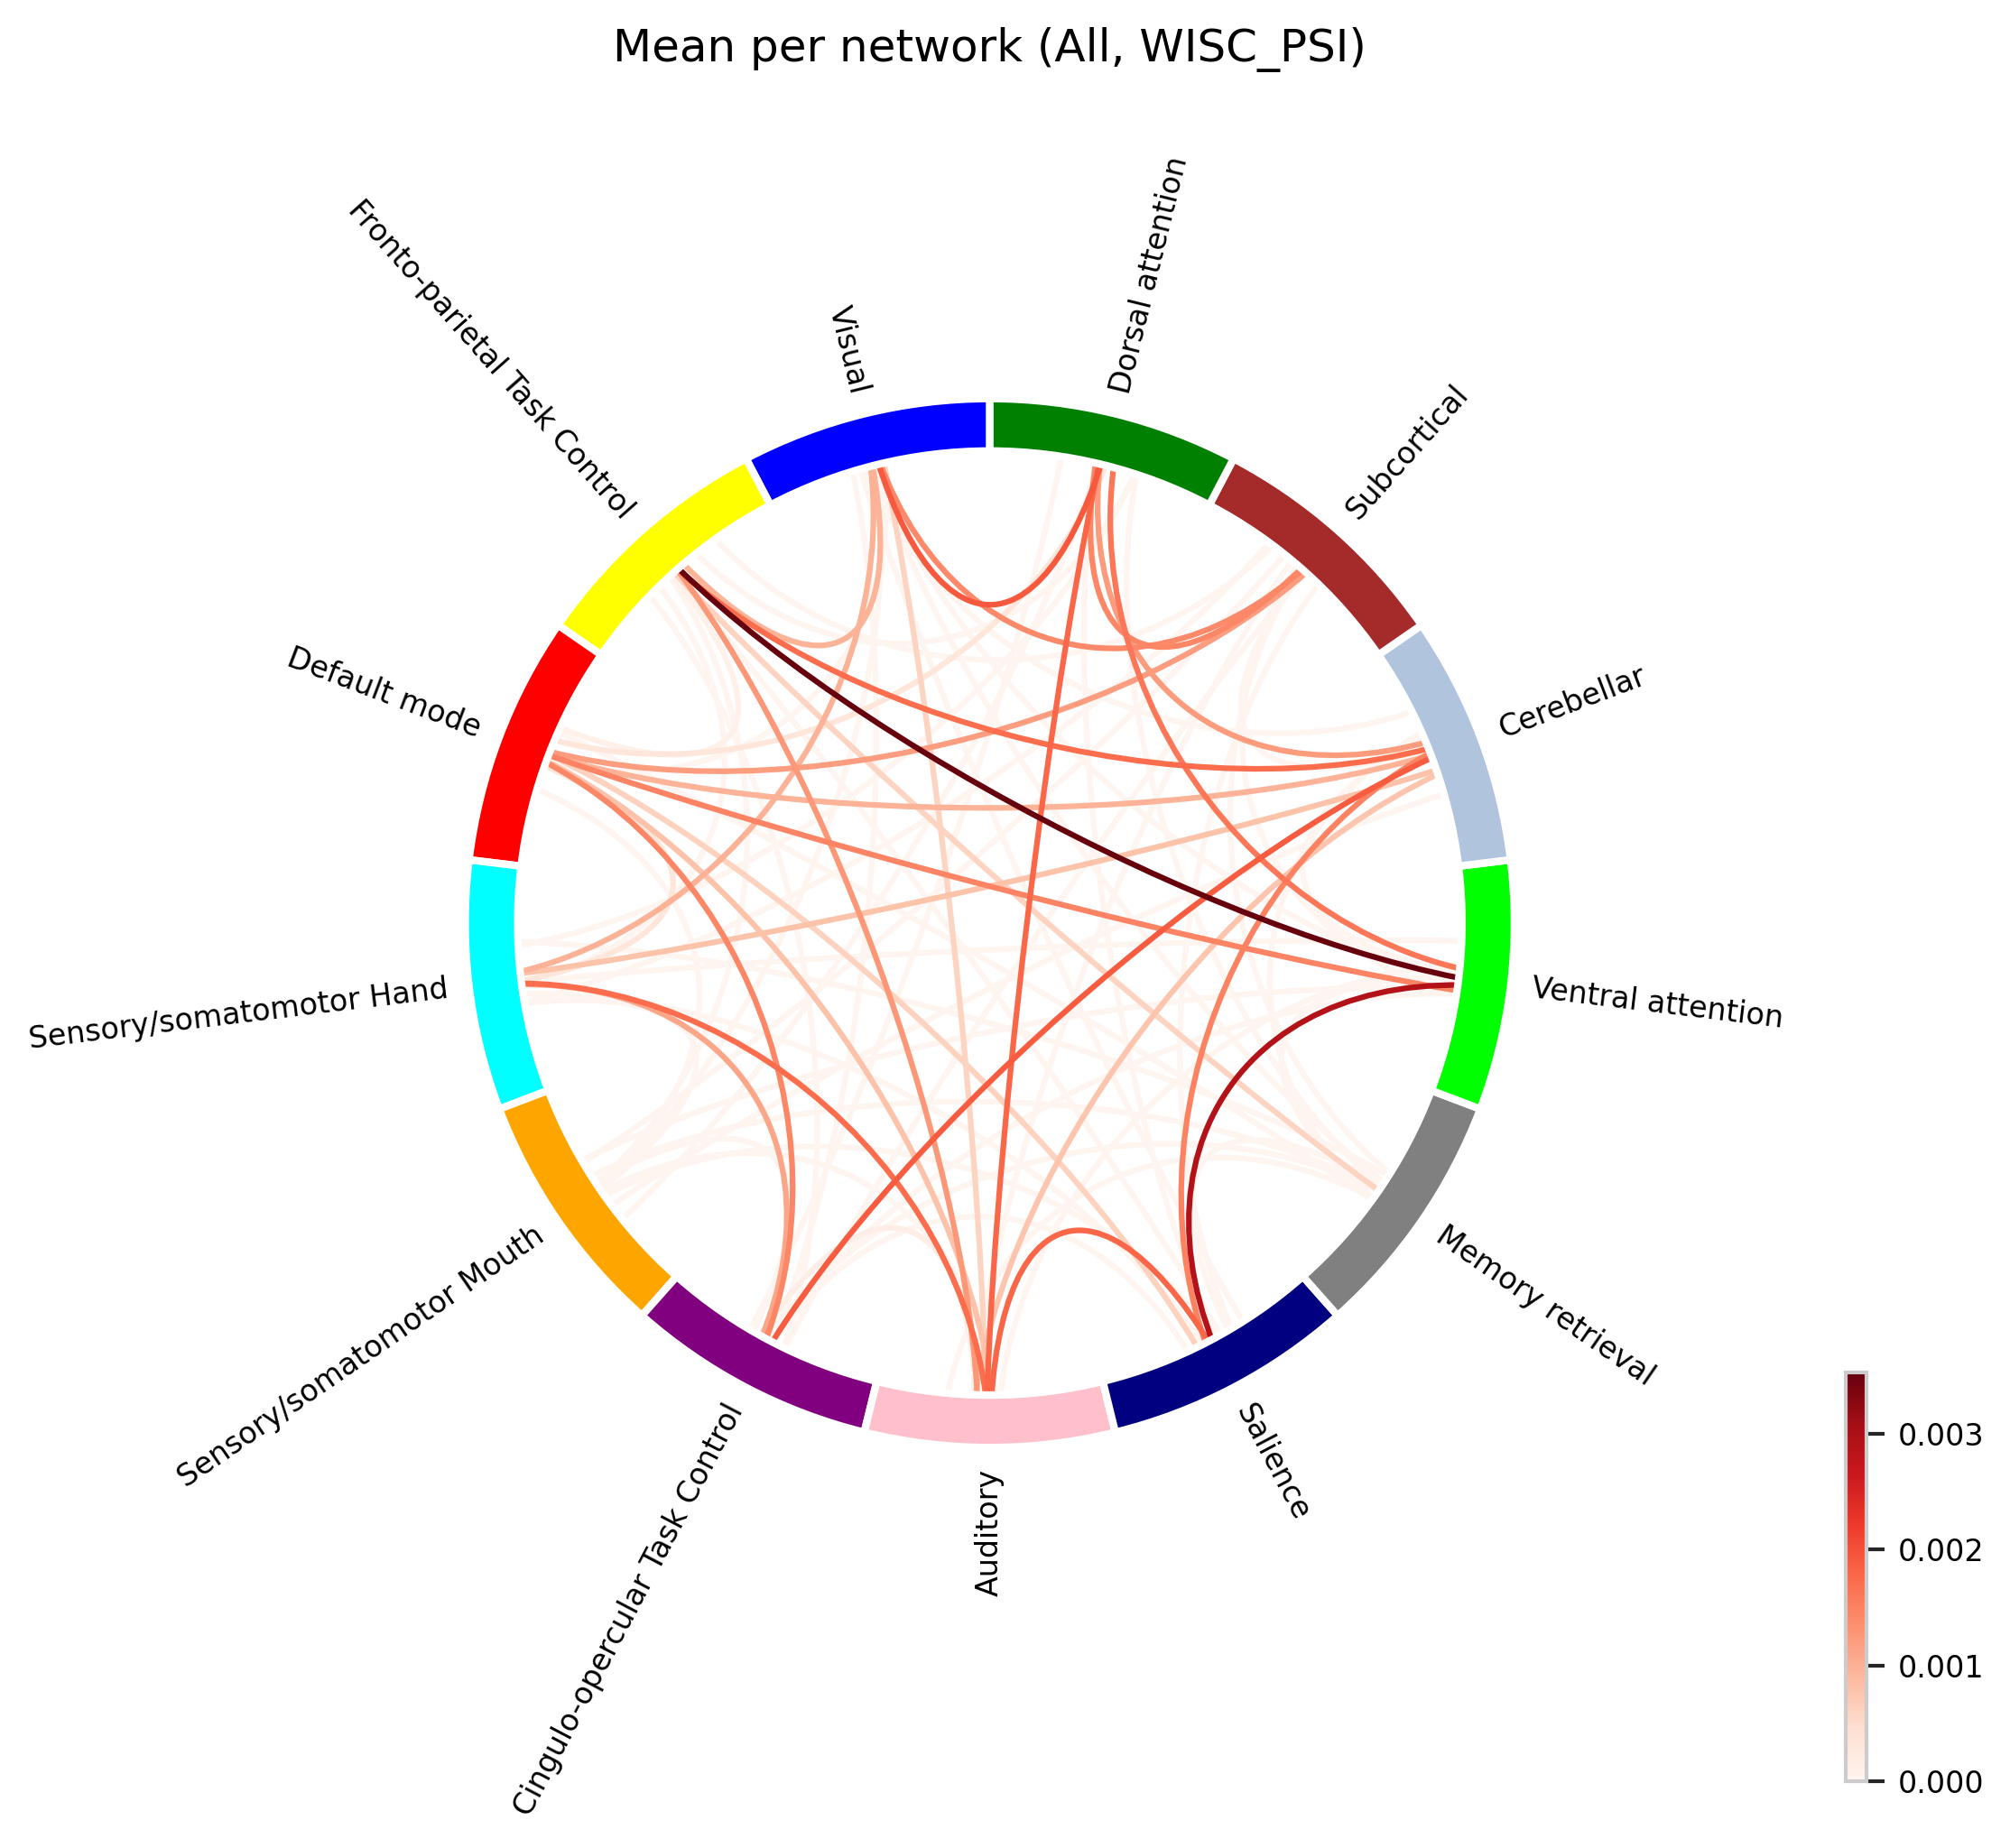 Mean per network (All, WISC_PSI)
Dorsal attention
Subcortical
Cerebellar
Ventral attention
Memory retrieval
Salience
Auditory
Cingulo-opercular Task Control
Sensory/somatomotor Mouth
Sensory/somatomotor Hand
Default mode
Fronto-parietal Task Control
Visual
0.003
0.002
0.001
0.000